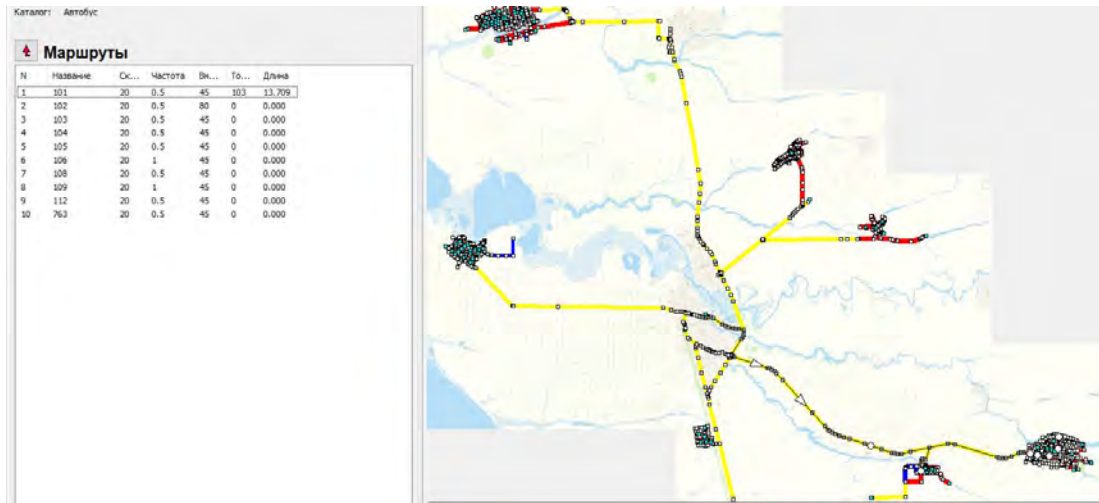 Каталог: Автобус
Маршруты
N Название Ск... Частота Вм... То... Длина
1 101 20 0.5 45 103 13.709
2 102 20 0.5 80 0 0.000
3 103 20 0.5 45 0 0.000
4 104 20 0.5 45 0 0.000
5 105 20 0.5 45 0 0.000
6 106 20 1 45 0 0.000
7 108 20 0.5 45 0 0.000
8 109 20 1 45 0 0.000
9 112 20 0.5 45 0 0.000
10 763 20 0.5 45 0 0.000